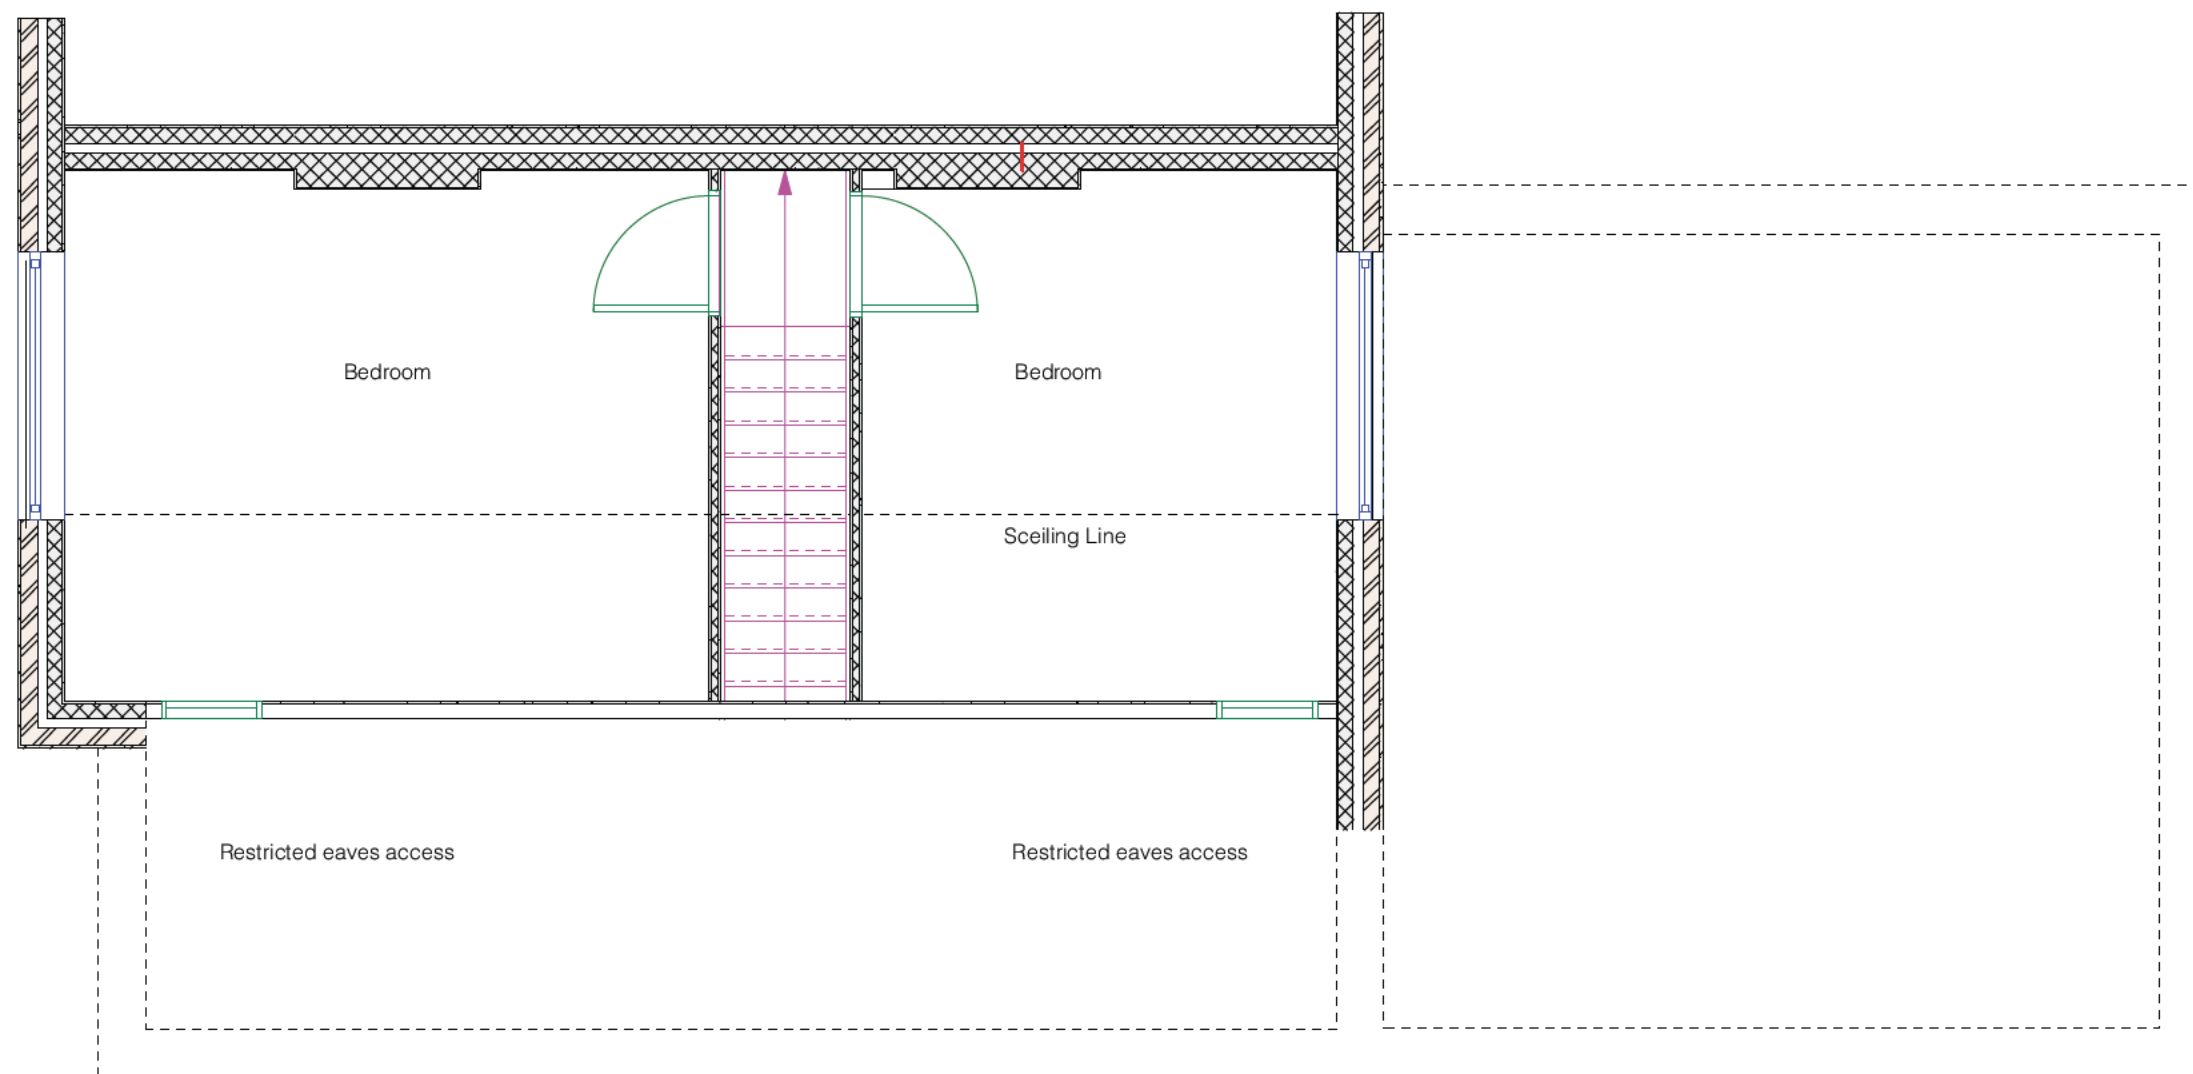 Bedroom
Bedroom
Sceiling Line
Restricted eaves access
Restricted eaves access